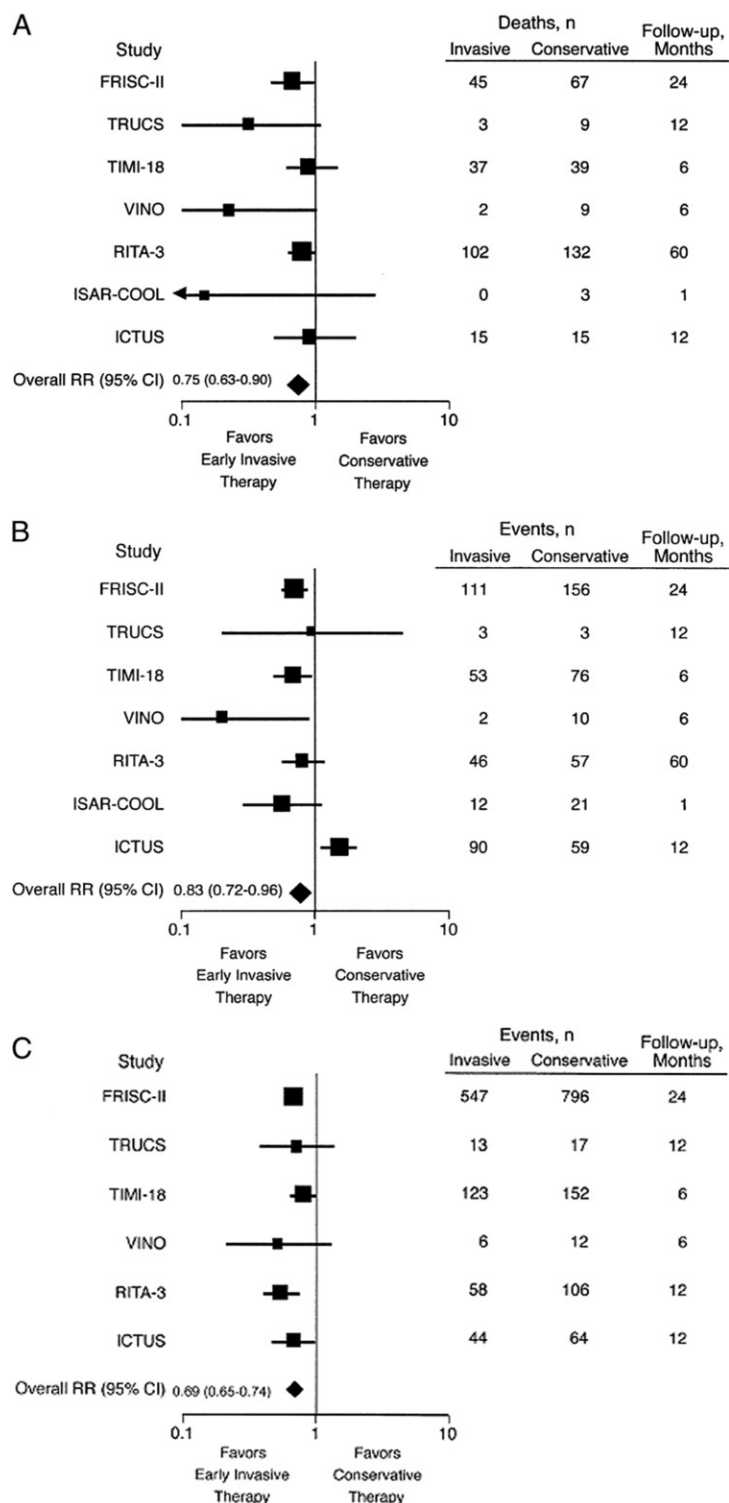 A
Deaths, n Follow-up,
Study Invasive Conservative Months
FRISC-II 45 67 24
TRUCS 3 9 12
TIMI-18 37 39 6
VINO 2 9 6
RITA-3 102 132 60
ISAR-COOL 0 3 1
ICTUS 15 15 12
Overall RR (95% CI) 0.75 (0.63-0.90)
0.1 1 10
Favors Favors
Early Invasive Conservative
Therapy Therapy
B
Events, n Follow-up,
Study Invasive Conservative Months
FRISC-II 111 156 24
TRUCS 3 3 12
TIMI-18 53 76 6
VINO 2 10 6
RITA-3 46 57 60
ISAR-COOL 12 21 1
ICTUS 90 59 12
Overall RR (95% CI) 0.83 (0.72-0.96)
0.1 1 10
Favors Favors
Early Invasive Conservative
Therapy Therapy
C
Events, n Follow-up,
Study Invasive Conservative Months
FRISC-II 547 796 24
TRUCS 13 17 12
TIMI-18 123 152 6
VINO 6 12 6
RITA-3 58 106 12
ICTUS 44 64 12
Overall RR (95% CI) 0.69 (0.65-0.74)
0.1 1 10
Favors Favors
Early Invasive Conservative
Therapy Therapy